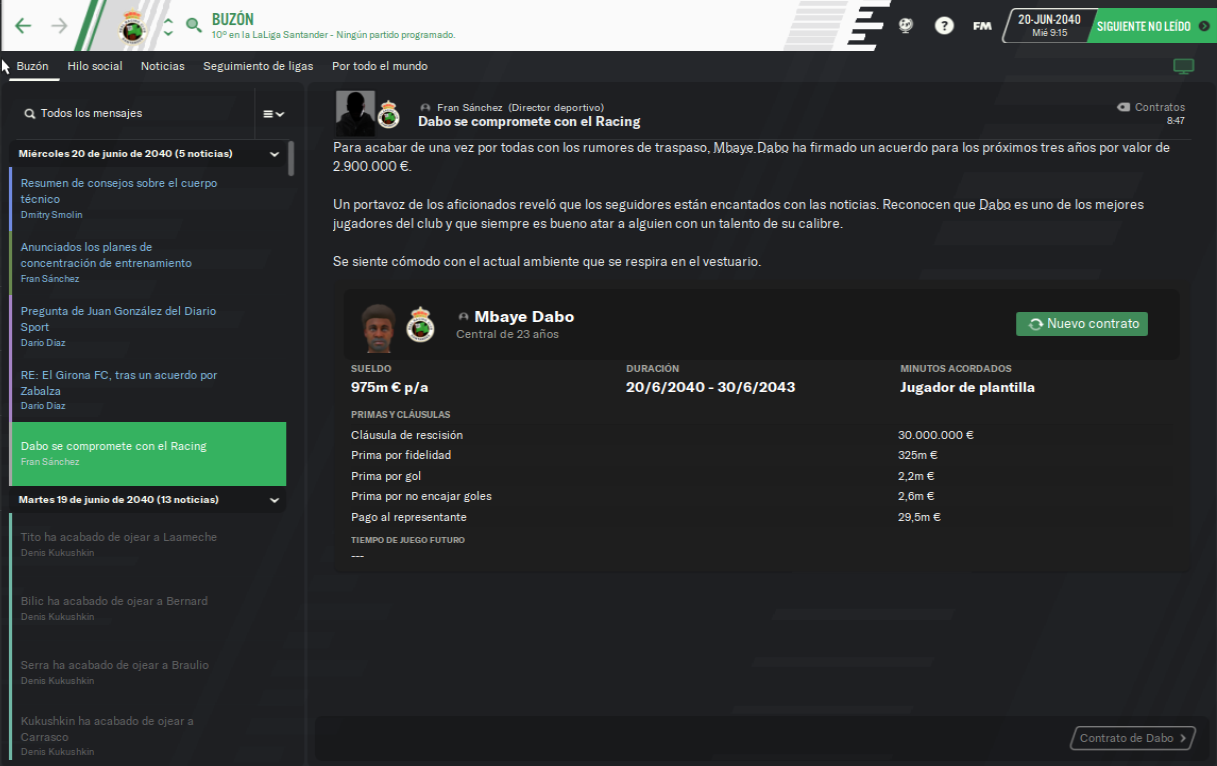 BUZÓN
10º en la LaLiga Santander - Ningún partido programado.
?
FM
20-JUN-2040
Mié 9:15
SIGUIENTE NO LEÍDO
Buzón
Hilo social
Noticias
Seguimiento de ligas
Por todo el mundo
Todos los mensajes
Miércoles 20 de junio de 2040 (5 noticias)
Resumen de consejos sobre el cuerpo
técnico
Dmitry Smolin
Anunciados los planes de
concentración de entrenamiento
Fran Sánchez
Pregunta de Juan González del Diario
Sport
Darío Díaz
RE: El Girona FC, tras un acuerdo por
Zabalza
Darío Díaz
Dabo se compromete con el Racing
Fran Sánchez
Martes 19 de junio de 2040 (13 noticias)
Tito ha acabado de ojear a Laameche
Denis Kukushkin
Bilic ha acabado de ojear a Bernard
Denis Kukushkin
Serra ha acabado de ojear a Braulio
Denis Kukushkin
Kukushkin ha acabado de ojear a
Carrasco
Denis Kukushkin
Fran Sánchez (Director deportivo)
Dabo se compromete con el Racing
Contratos
8:47
Para acabar de una vez por todas con los rumores de traspaso, Mbaye Dabo ha firmado un acuerdo para los próximos tres años por valor de
2.900.000 €.
Un portavoz de los aficionados reveló que los seguidores están encantados con las noticias. Reconocen que Dabo es uno de los mejores
jugadores del club y que siempre es bueno atar a alguien con un talento de su calibre.
Se siente cómodo con el actual ambiente que se respira en el vestuario.
Mbaye Dabo
Central de 23 años
Nuevo contrato
SUELDO
975m € p/a
DURACIÓN
20/6/2040 - 30/6/2043
MINUTOS ACORDADOS
Jugador de plantilla
PRIMAS Y CLÁUSULAS
Cláusula de rescisión 30.000.000 €
Prima por fidelidad 325m €
Prima por gol 2,2m €
Prima por no encajar goles 2,6m €
Pago al representante 29,5m €
TIEMPO DE JUEGO FUTURO
---
Contrato de Dabo